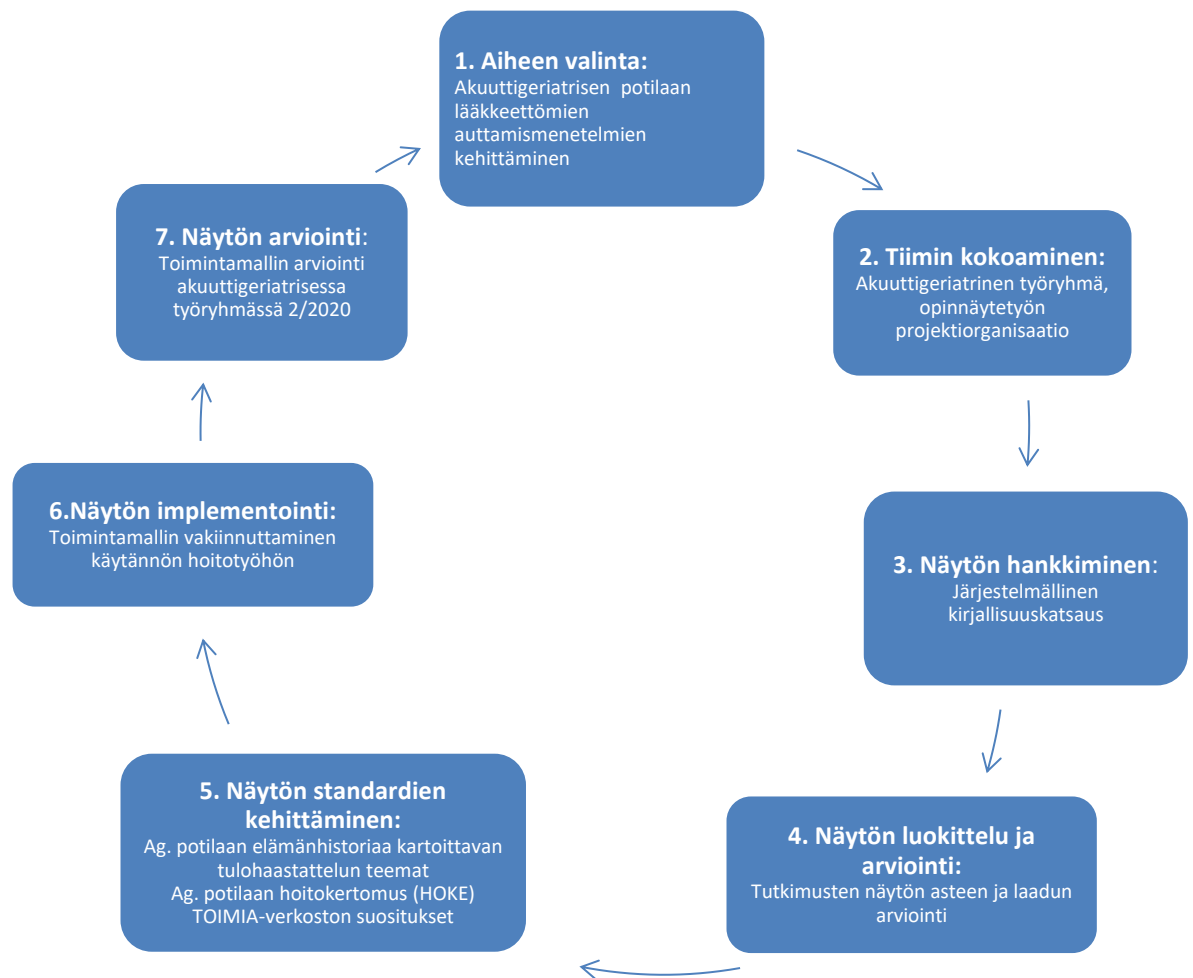 1. Aiheen valinta:
Akuuttigeriatrisen potilaan
lääkkeettömien
auttamismenetelmien
kehittäminen
2. Tiimin kokoaminen:
Akuuttigeriatrinen työryhmä,
opinnäytetyön
projektiorganisaatio
3. Näytön hankkiminen:
Järjestelmällinen
kirjallisuuskatsaus
4. Näytön luokittelu ja
arviointi:
Tutkimusten näytön asteen ja laadun
arviointi
5. Näytön standardien
kehittäminen:
Ag. potilaan elämänhistoriaa kartoittavan
tulohaastattelun teemat
Ag. potilaan hoitokertomus (HOKE)
TOIMIA-verkoston suositukset
6.Näytön implementointi:
Toimintamallin vakiinnuttaminen
käytännön hoitotyöhön
7. Näytön arviointi:
Toimintamallin arviointi
akuuttigeriatrisessa
työryhmässä 2/2020